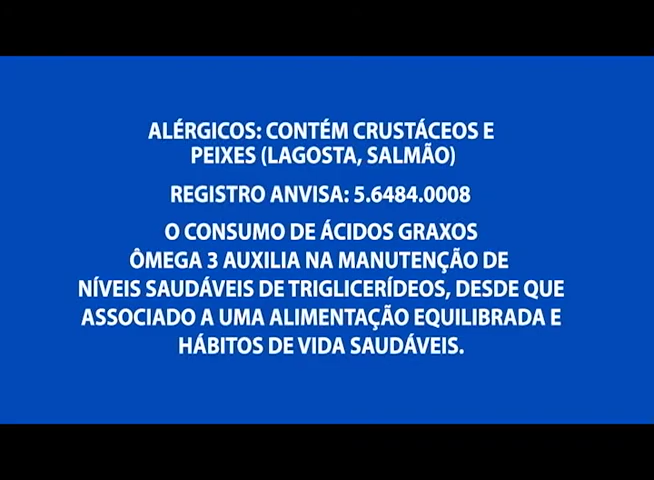 ALÉRGICOS: CONTÉM CRUSTÁCEOS E
PEIXES (LAGOSTA, SALMÃO)
REGISTRO ANVISA: 5.6484.0008
O CONSUMO DE ÁCIDOS GRAXOS
ÔMEGA 3 AUXILIA NA MANUTENÇÃO DE
NÍVEIS SAUDÁVEIS DE TRIGLICERÍDEOS, DESDE QUE
ASSOCIADO A UMA ALIMENTAÇÃO EQUILIBRADA E
HÁBITOS DE VIDA SAUDÁVEIS.